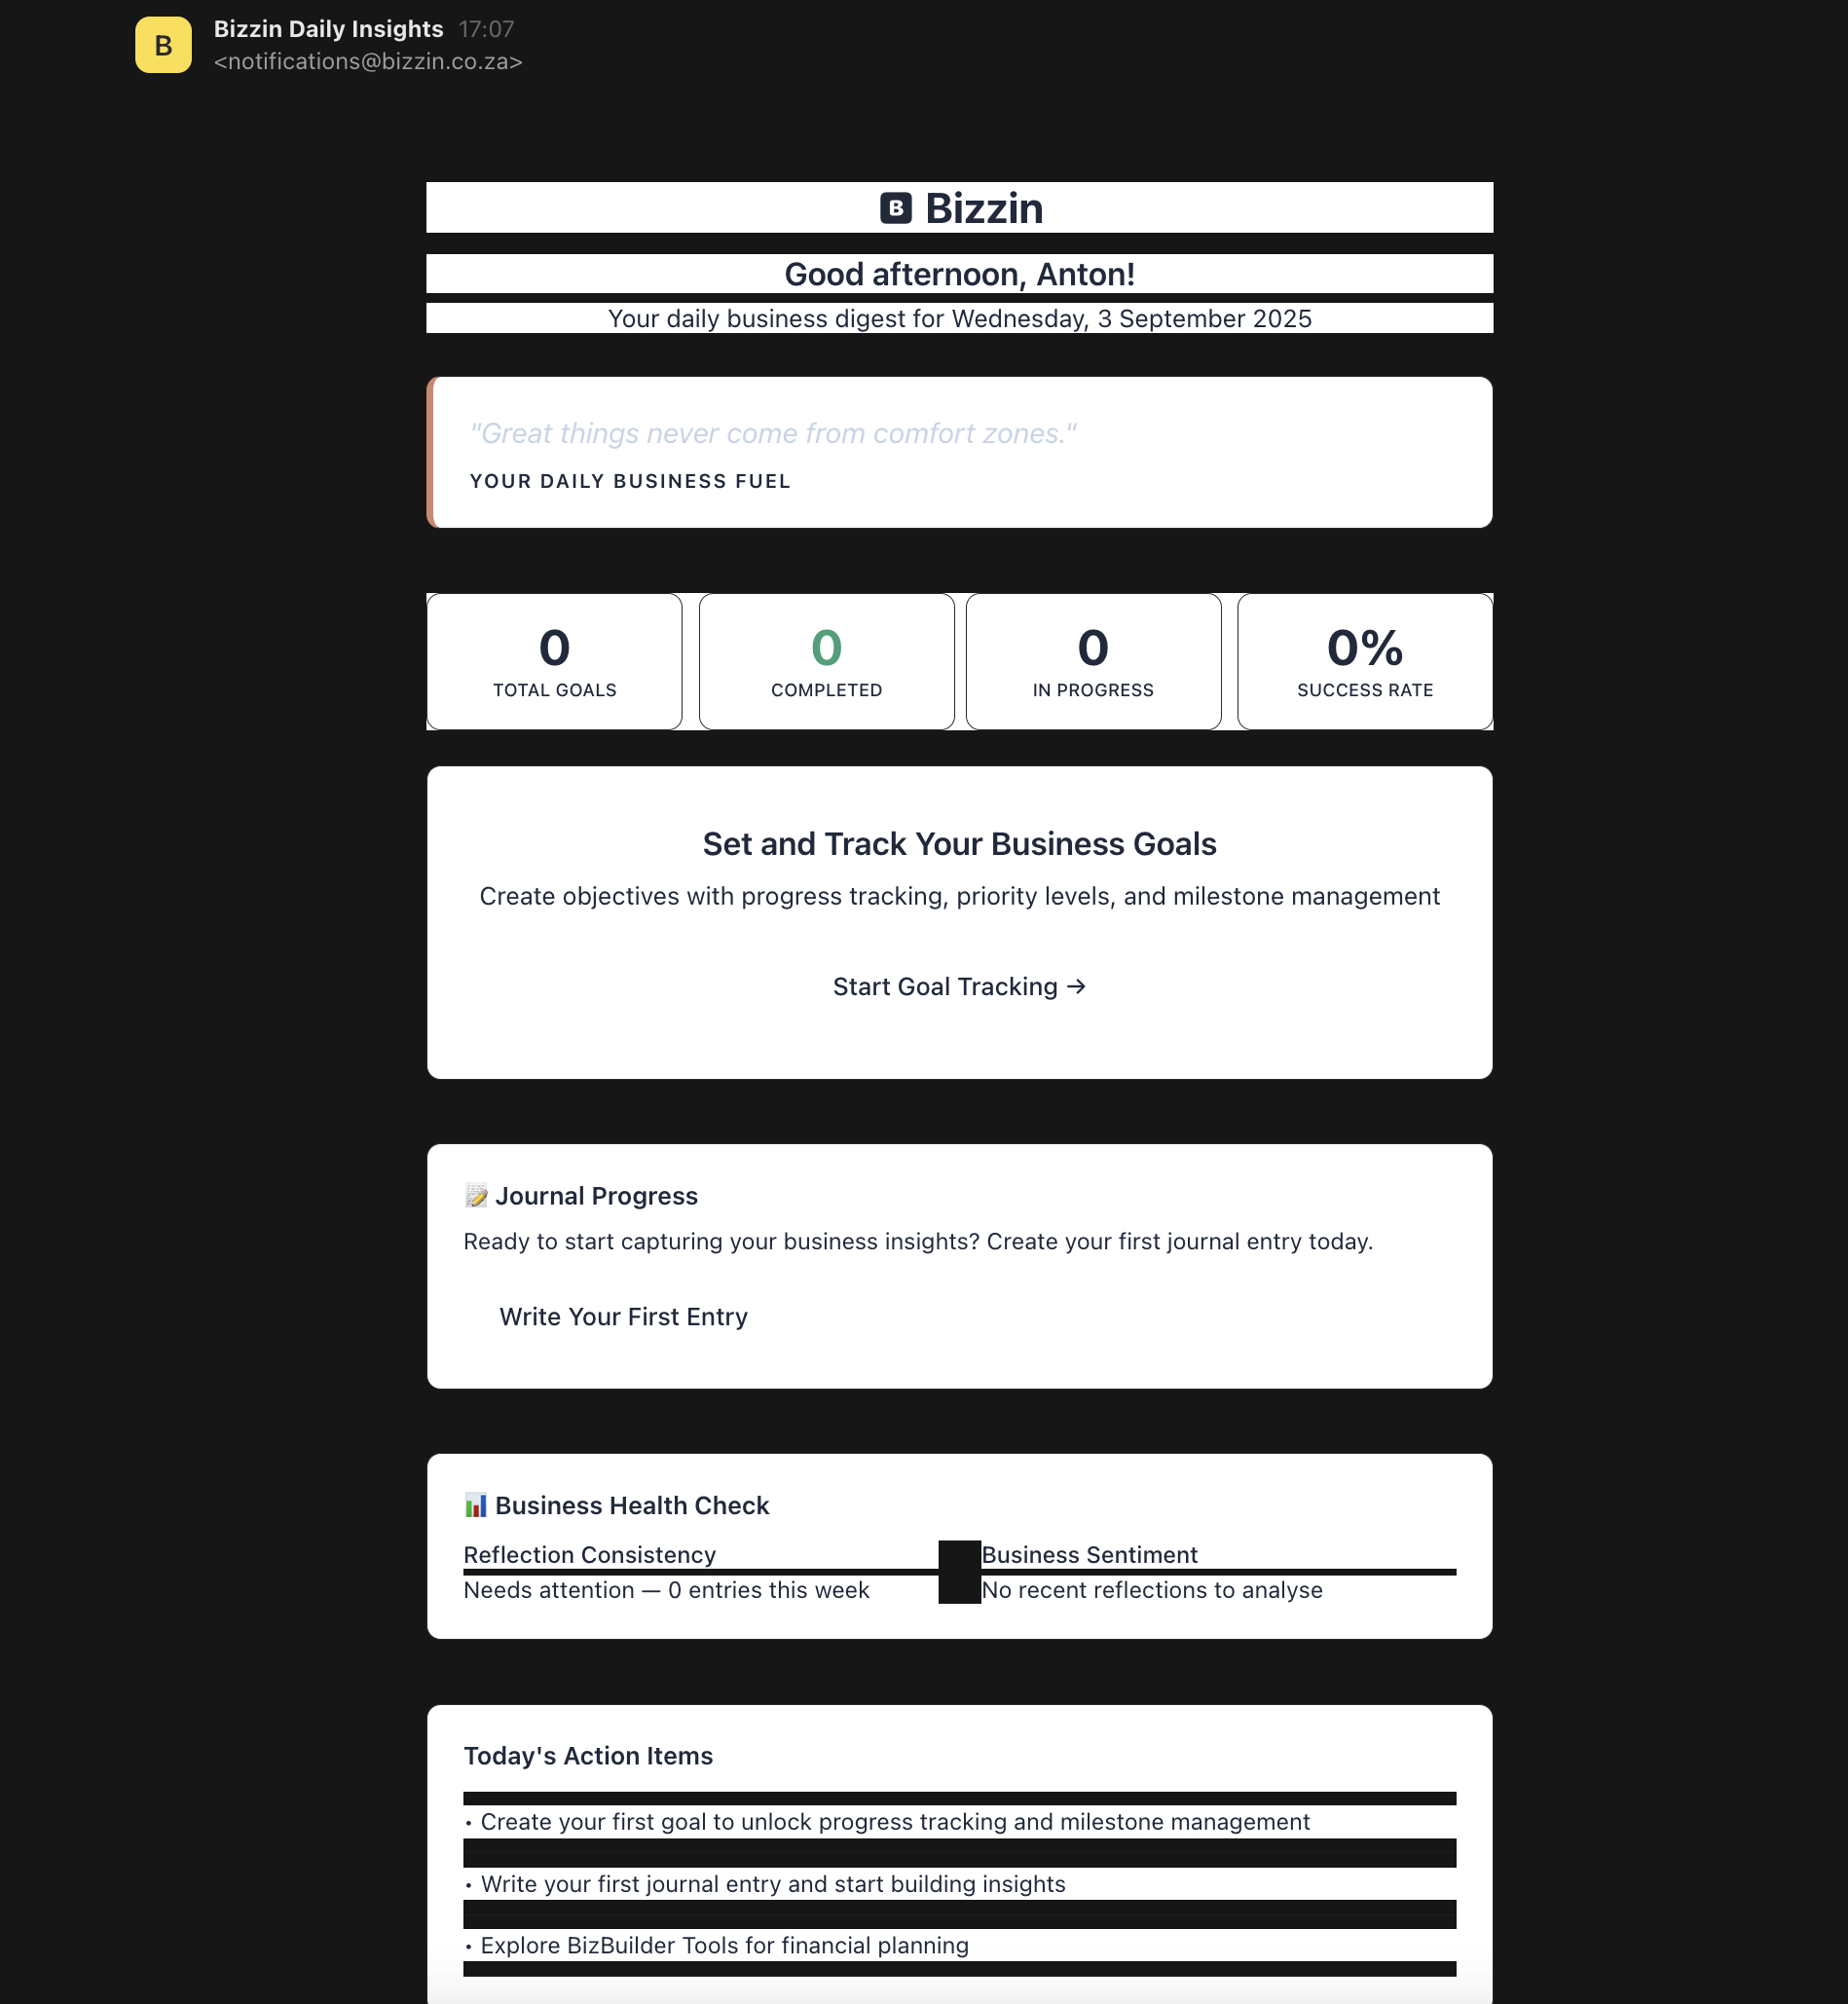 B
Bizzin Daily Insights 17:07
<notifications@bizzin.co.za>
B Bizzin
Good afternoon, Anton!
Your daily business digest for Wednesday, 3 September 2025
"Great things never come from comfort zones."
YOUR DAILY BUSINESS FUEL
0 0 0 0%
TOTAL GOALS COMPLETED IN PROGRESS SUCCESS RATE
Set and Track Your Business Goals
Create objectives with progress tracking, priority levels, and milestone management
Start Goal Tracking →
📝 Journal Progress
Ready to start capturing your business insights? Create your first journal entry today.
Write Your First Entry
📊 Business Health Check
Reflection Consistency Business Sentiment
Needs attention — 0 entries this week No recent reflections to analyse
Today's Action Items
• Create your first goal to unlock progress tracking and milestone management
• Write your first journal entry and start building insights
• Explore BizBuilder Tools for financial planning